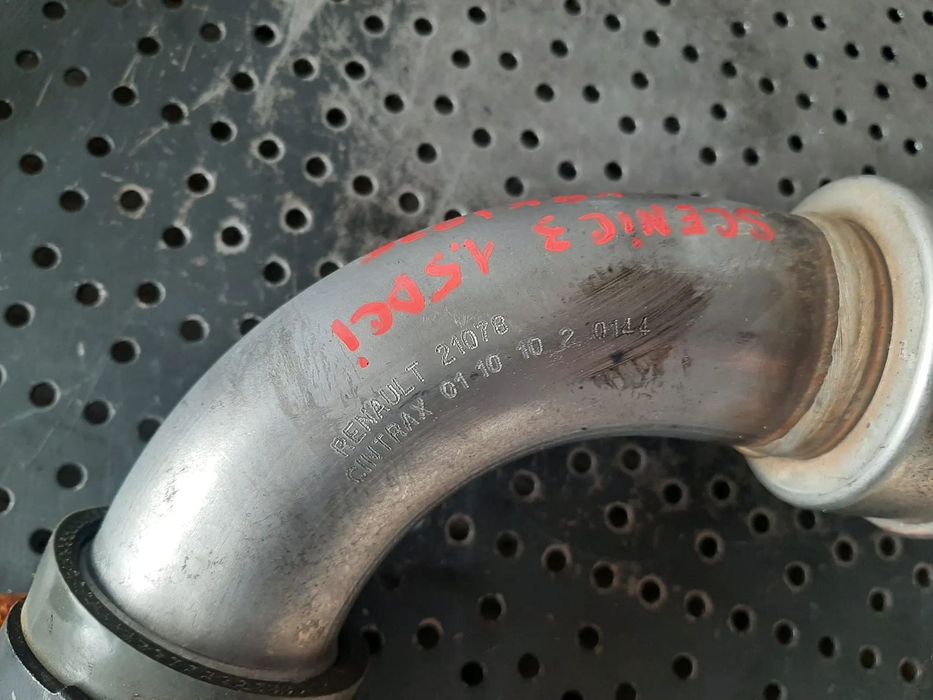 SCENIC 3
1.5DCI
RENAULT 21078
CINTRAX 01 10 10 2 0144